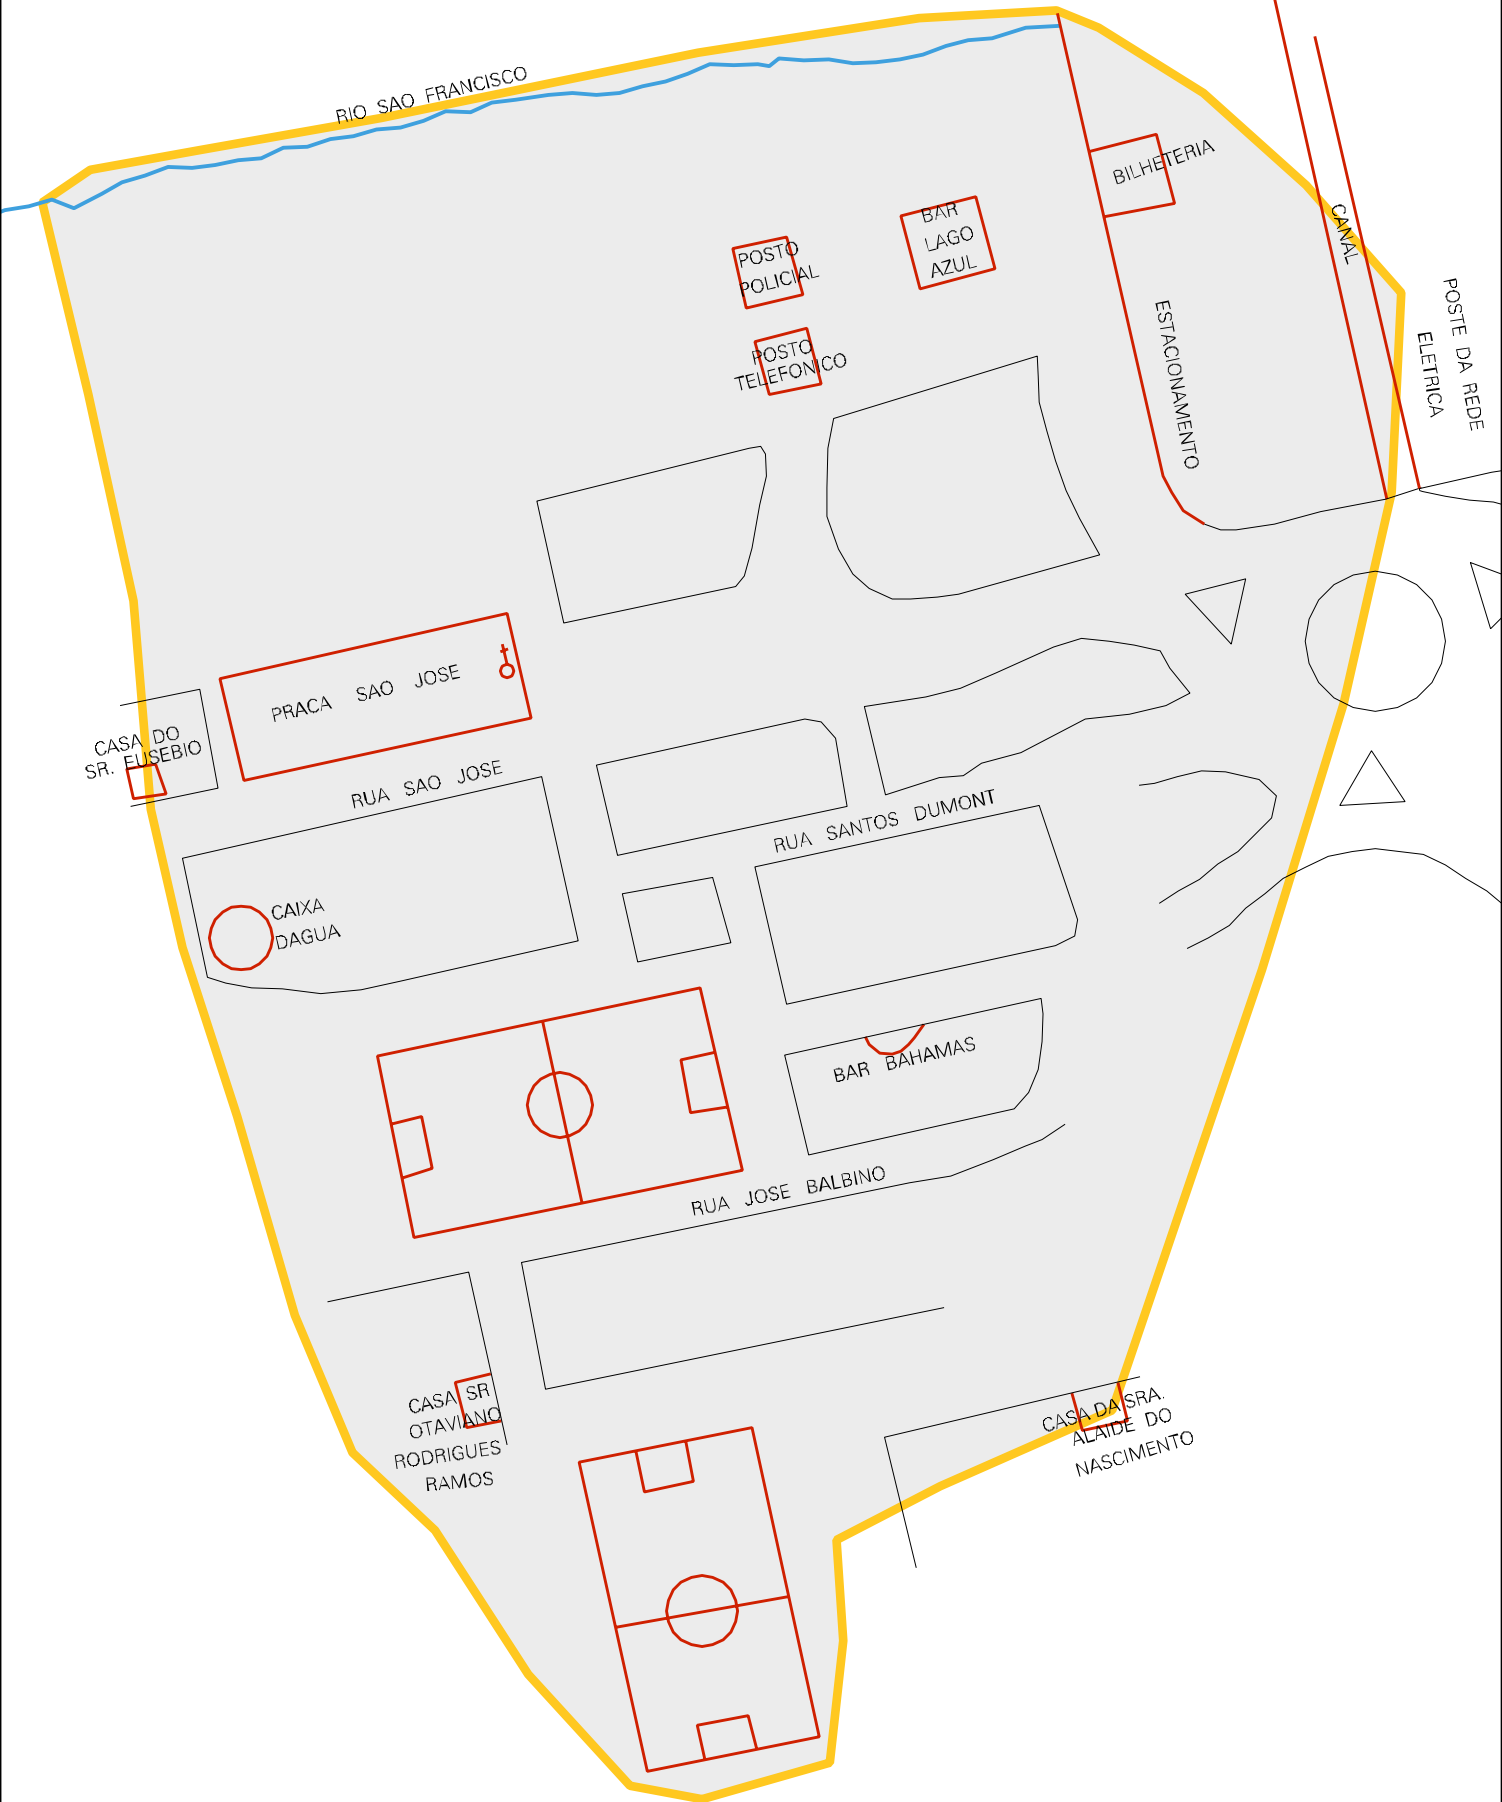 RIO SAO FRANCISCO
BILHETERIA
BAR
LAGO
AZUL
POSTO
POLICIAL
CANAL
POSTE DA REDE
ELETRICA
ESTACIONAMENTO
POSTO
TELEFONICO
PRACA SAO JOSE
CASA DO
SR. EUSEBIO
RUA SAO JOSE
RUA SANTOS DUMONT
CAIXA
DAGUA
BAR BAHAMAS
RUA JOSE BALBINO
CASA SR
OTAVIANO
RODRIGUES
RAMOS
CASA DA SRA.
ALAIDE DO
NASCIMENTO